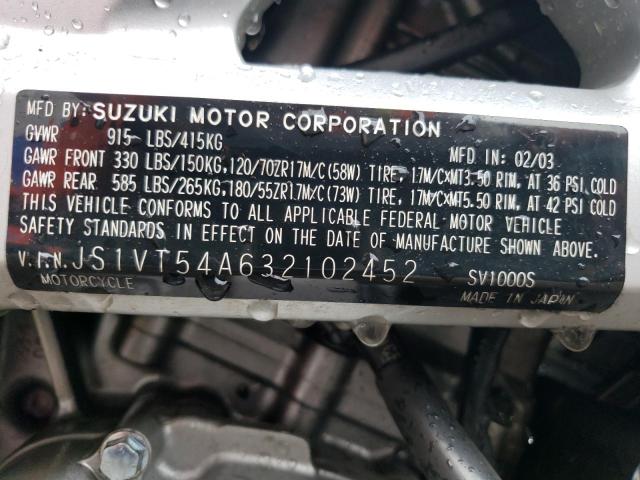 MFD BY: SUZUKI MOTOR CORPORATION
GVWR 915 LBS/415KG MFD IN: 02/03
GAWR FRONT 330 LBS/150KG, 120/70ZR17M/C(58W) TIRE, 17M/C×MT3.50 RIM, AT 36 PSI COLD
GAWR REAR 585 LBS/265KG, 180/55ZR17M/C(73W) TIRE, 17M/C×MT5.50 RIM, AT 42 PSI COLD
THIS VEHICLE CONFORMS TO ALL APPLICABLE FEDERAL MOTOR VEHICLE
SAFETY STANDARDS IN EFFECT ON THE DATE OF MANUFACTURE SHOWN ABOVE.
V.I.N. JS1VT54A632102452 SV1000S
MOTORCYCLE MADE IN JAPAN